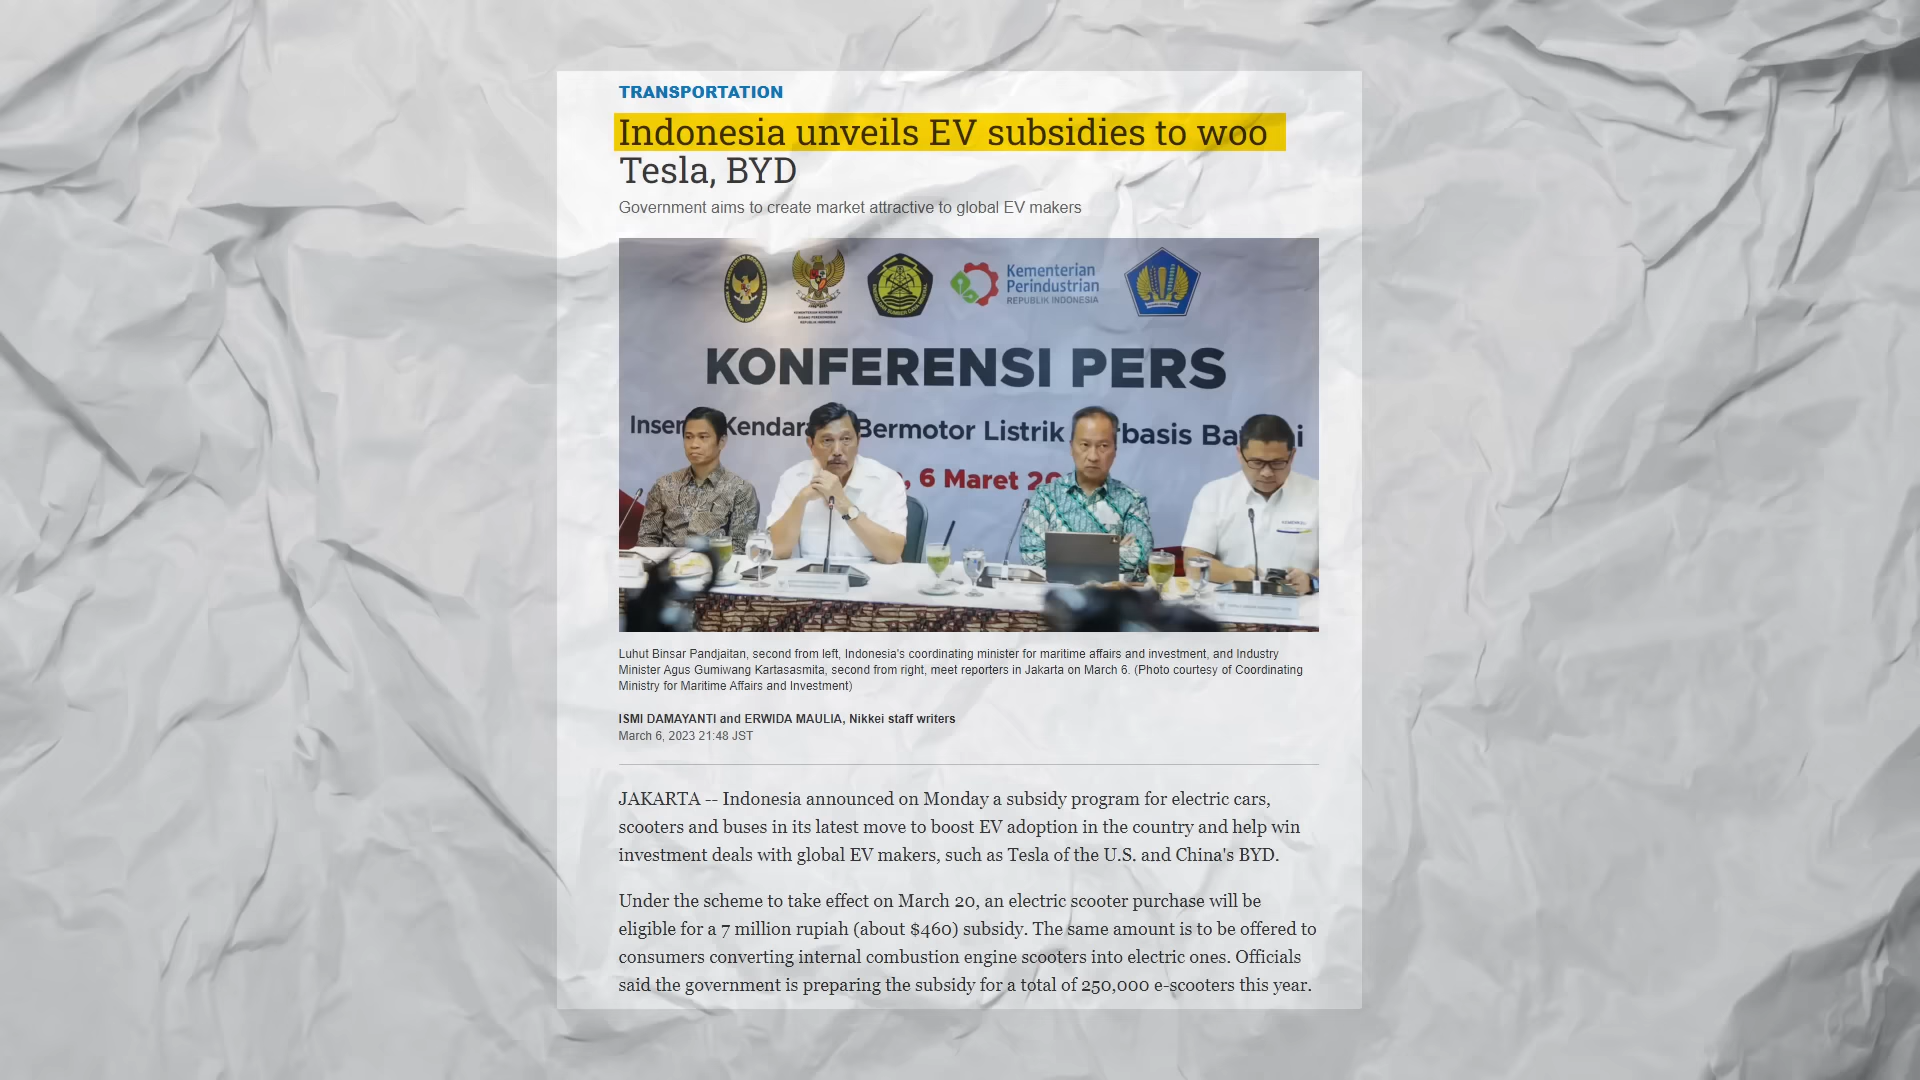 TRANSPORTATION
Indonesia unveils EV subsidies to woo
Tesla, BYD
Government aims to create market attractive to global EV makers
Kementerian
Perindustrian
REPUBLIK INDONESIA
KONFERENSI PERS
Bermotor Listrik
, 6 Maret
Luhut Binsar Pandjaitan, second from left, Indonesia's coordinating minister for maritime affairs and investment, and Industry
Minister Agus Gumiwang Kartasasmita, second from right, meet reporters in Jakarta on March 6. (Photo courtesy of Coordinating
Ministry for Maritime Affairs and Investment)
ISMI DAMAYANTI and ERWIDA MAULIA, Nikkei staff writers
March 6, 2023 21:48 JST
JAKARTA -- Indonesia announced on Monday a subsidy program for electric cars,
scooters and buses in its latest move to boost EV adoption in the country and help win
investment deals with global EV makers, such as Tesla of the U.S. and China's BYD.
Under the scheme to take effect on March 20, an electric scooter purchase will be
eligible for a 7 million rupiah (about $460) subsidy. The same amount is to be offered to
consumers converting internal combustion engine scooters into electric ones. Officials
said the government is preparing the subsidy for a total of 250,000 e-scooters this year.